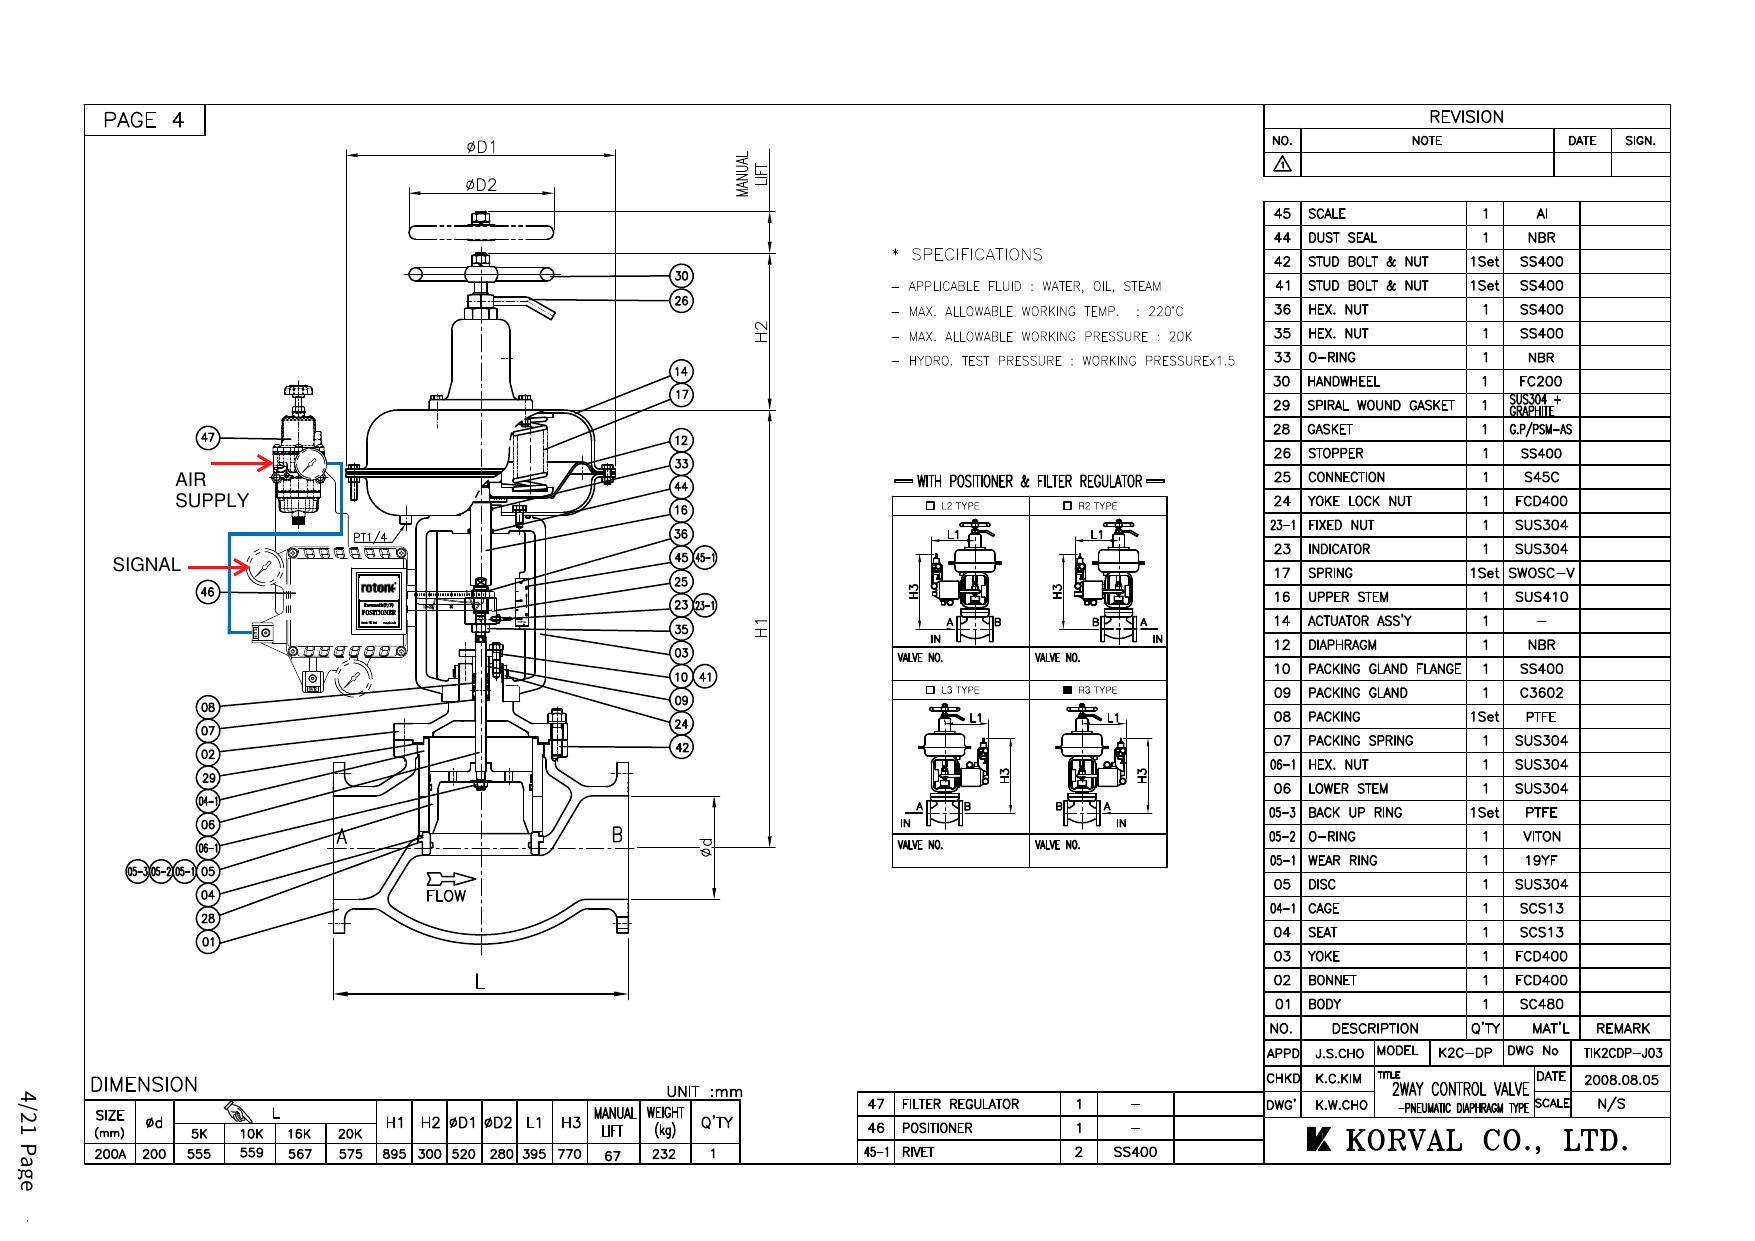 PAGE 4
øD1
øD2
MANUAL
LIFT
H2
H1
ød
L
A
B
FLOW
PT1/4
AIR
SUPPLY
SIGNAL
rotork
POSITIONER
47
46
30
26
14
17
12
33
44
16
36
45 45-1
25
23 23-1
35
03
10 41
09
24
42
08
07
02
29
04-1
06
06-1
05-3 05-2 05-1 05
04
28
01
* SPECIFICATIONS
– APPLICABLE FLUID : WATER, OIL, STEAM
– MAX. ALLOWABLE WORKING TEMP. : 220°C
– MAX. ALLOWABLE WORKING PRESSURE : 20K
– HYDRO. TEST PRESSURE : WORKING PRESSUREx1.5
WITH POSITIONER & FILTER REGULATOR
L2 TYPE R2 TYPE
L1 L1
H3 H3
A B B A
IN IN
VALVE NO. VALVE NO.
L3 TYPE R3 TYPE
L1 L1
H3 H3
A B B A
IN IN
VALVE NO. VALVE NO.
REVISION
NO. NOTE DATE SIGN.
1
45 SCALE 1 Al
44 DUST SEAL 1 NBR
42 STUD BOLT & NUT 1Set SS400
41 STUD BOLT & NUT 1Set SS400
36 HEX. NUT 1 SS400
35 HEX. NUT 1 SS400
33 O-RING 1 NBR
30 HANDWHEEL 1 FC200
29 SPIRAL WOUND GASKET 1 SUS304 + GRAPHITE
28 GASKET 1 G.P/PSM-AS
26 STOPPER 1 SS400
25 CONNECTION 1 S45C
24 YOKE LOCK NUT 1 FCD400
23-1 FIXED NUT 1 SUS304
23 INDICATOR 1 SUS304
17 SPRING 1Set SWOSC-V
16 UPPER STEM 1 SUS410
14 ACTUATOR ASS'Y 1 –
12 DIAPHRAGM 1 NBR
10 PACKING GLAND FLANGE 1 SS400
09 PACKING GLAND 1 C3602
08 PACKING 1Set PTFE
07 PACKING SPRING 1 SUS304
06-1 HEX. NUT 1 SUS304
06 LOWER STEM 1 SUS304
05-3 BACK UP RING 1Set PTFE
05-2 O-RING 1 VITON
05-1 WEAR RING 1 19YF
05 DISC 1 SUS304
04-1 CAGE 1 SCS13
04 SEAT 1 SCS13
03 YOKE 1 FCD400
02 BONNET 1 FCD400
01 BODY 1 SC480
NO. DESCRIPTION Q'TY MAT'L REMARK
APPD J.S.CHO MODEL K2C-DP DWG No TIK2CDP-J03
CHKD K.C.KIM TITLE 2WAY CONTROL VALVE DATE 2008.08.05
DWG' K.W.CHO -PNEUMATIC DIAPHRAGM TYPE SCALE N/S
KORVAL CO., LTD.
47 FILTER REGULATOR 1 –
46 POSITIONER 1 –
45-1 RIVET 2 SS400
DIMENSION
UNIT :mm
SIZE (mm) ød L H1 H2 øD1 øD2 L1 H3 MANUAL LIFT WEIGHT (kg) Q'TY
5K 10K 16K 20K
200A 200 555 559 567 575 895 300 520 280 395 770 67 232 1
4/21 Page